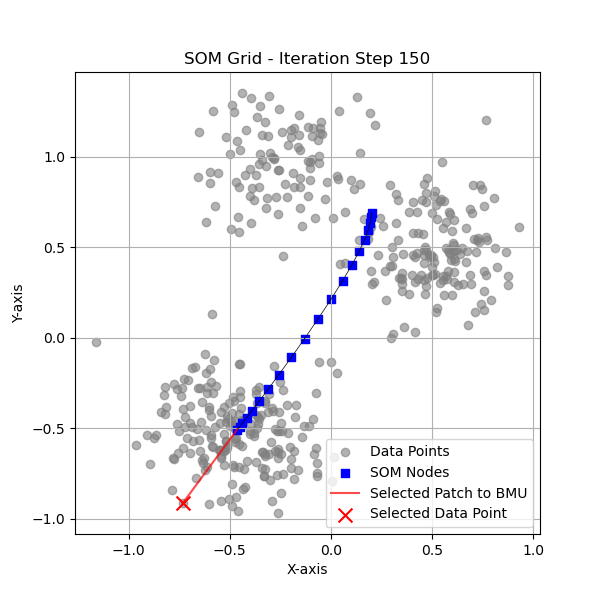 SOM Grid - Iteration Step 150
Y-axis
1.0
0.5
0.0
−0.5
−1.0
Data Points
SOM Nodes
Selected Patch to BMU
Selected Data Point
−1.0 −0.5 0.0 0.5 1.0
X-axis